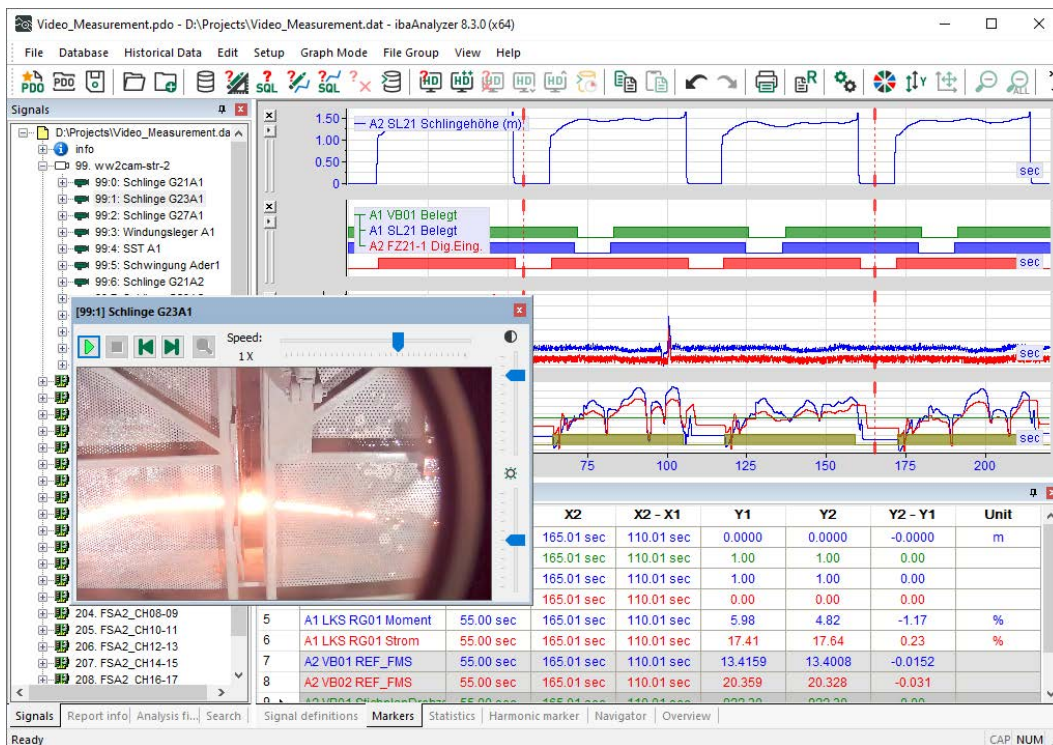 Video_Measurement.pdo - D:\Projects\Video_Measurement.dat - ibaAnalyzer 8.3.0 (x64)
File Database Historical Data Edit Setup Graph Mode File Group View Help
PDO PDO SQL SQL HD HD HD HD HD R Y ALL
Signals
D:\Projects\Video_Measurement.da
info
99. ww2cam-str-2
99:0: Schlinge G21A1
99:1: Schlinge G23A1
99:2: Schlinge G27A1
99:3: Windungsleger A1
99:4: SST A1
99:5: Schwingung Ader1
99:6: Schlinge G21A2
204. FSA2_CH08-09
205. FSA2_CH10-11
206. FSA2_CH12-13
207. FSA2_CH14-15
208. FSA2_CH16-17
Signals Report info Analysis fi... Search
1.50 A2 SL21 Schlingehöhe (m)
1.00
0.50
0
sec
A1 VB01 Belegt
A1 SL21 Belegt
A2 FZ21-1 Dig.Eing.
sec
sec
sec
75 100 125 150 175 200
[99:1] Schlinge G23A1
Speed:
1 X
X2 X2 - X1 Y1 Y2 Y2 - Y1 Unit
165.01 sec 110.01 sec 0.0000 0.0000 -0.0000 m
165.01 sec 110.01 sec 1.00 1.00 0.00
165.01 sec 110.01 sec 1.00 1.00 0.00
165.01 sec 110.01 sec 0.00 0.00 0.00
5 A1 LKS RG01 Moment 55.00 sec 165.01 sec 110.01 sec 5.98 4.82 -1.17 %
6 A1 LKS RG01 Strom 55.00 sec 165.01 sec 110.01 sec 17.41 17.64 0.23 %
7 A2 VB01 REF_FMS 55.00 sec 165.01 sec 110.01 sec 13.4159 13.4008 -0.0152
8 A2 VB02 REF_FMS 55.00 sec 165.01 sec 110.01 sec 20.359 20.328 -0.031
Signal definitions Markers Statistics Harmonic marker Navigator Overview
Ready CAP NUM